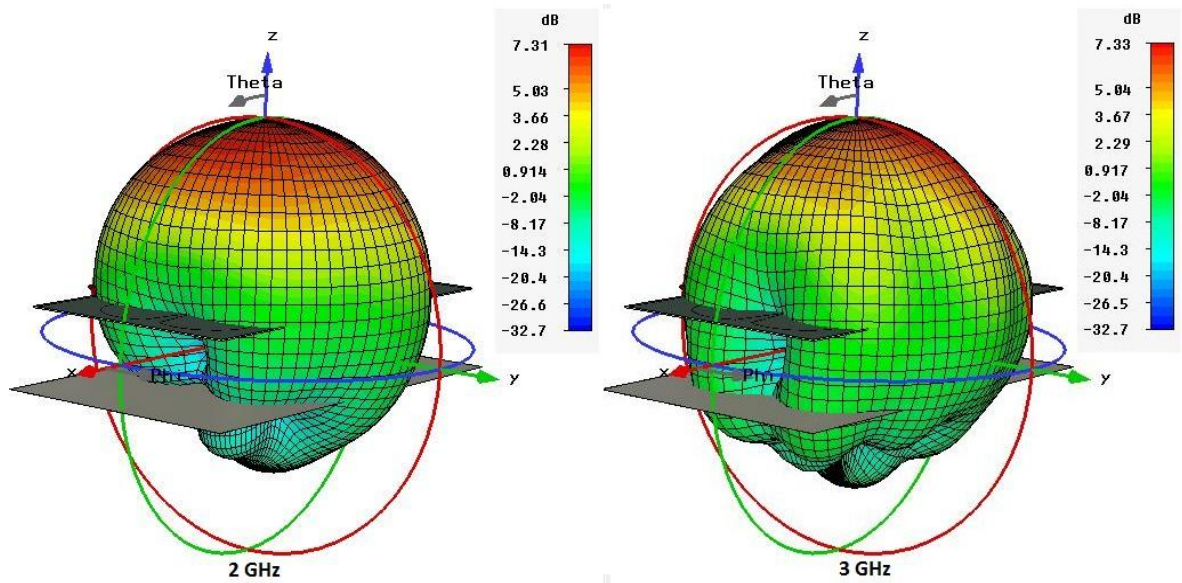 dB
7.31
5.03
3.66
2.28
0.914
-2.04
-8.17
-14.3
-20.4
-26.6
-32.7
z
Theta
x
Phi
y
2 GHz
dB
7.33
5.04
3.67
2.29
0.917
-2.04
-8.17
-14.3
-20.4
-26.5
-32.7
z
Theta
x
Phi
y
3 GHz